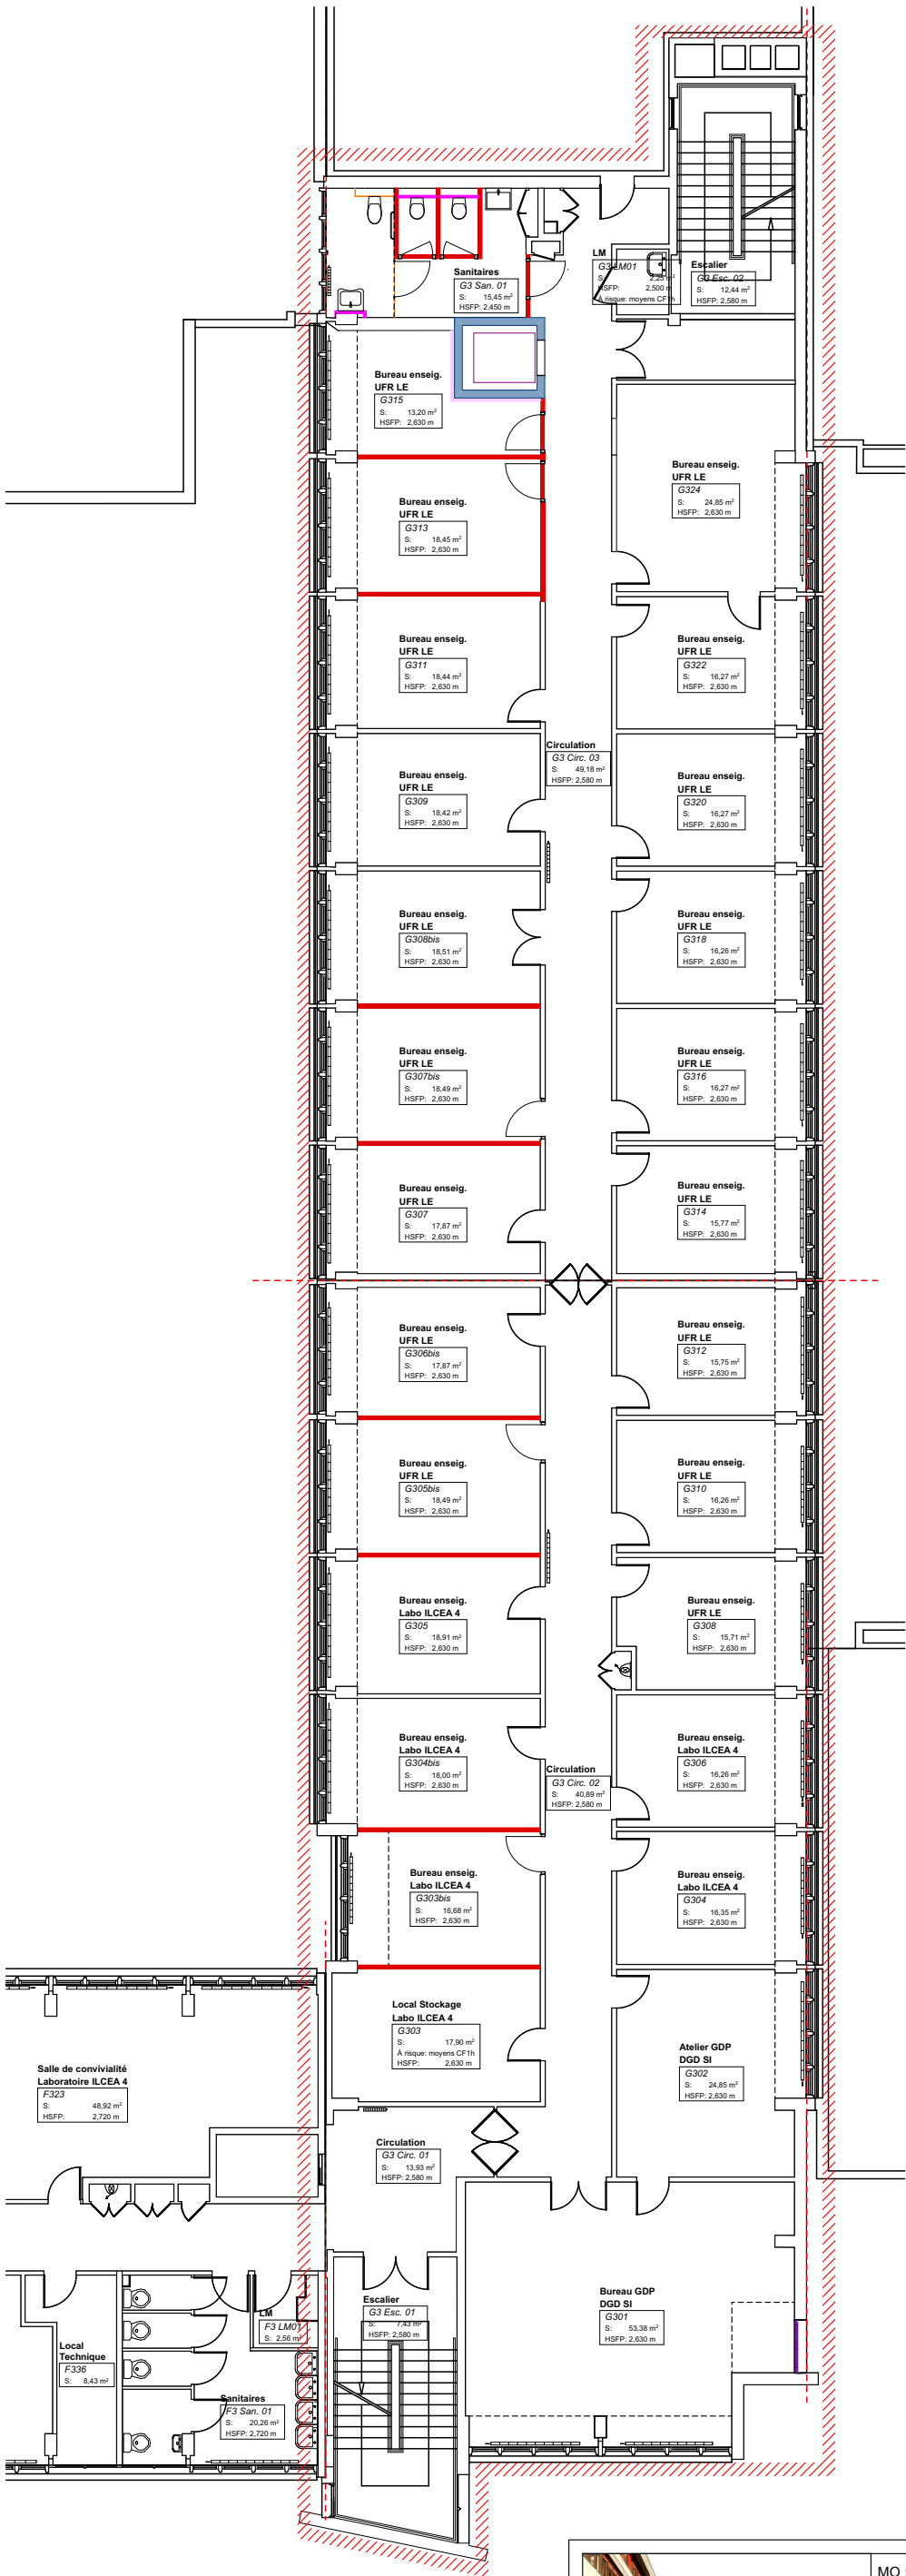 Sanitaires
G3 San. 01
S: 15,45 m²
HSFP: 2,450 m
LM
G3 LM01
S: 2,25 m²
HSFP: 2,500 m
À risque: moyens CF1h
Escalier
G3 Esc. 02
S: 12,44 m²
HSFP: 2,580 m
Bureau enseig.
UFR LE
G315
S: 13,20 m²
HSFP: 2,630 m
Bureau enseig.
UFR LE
G324
S: 24,85 m²
HSFP: 2,630 m
Bureau enseig.
UFR LE
G313
S: 18,45 m²
HSFP: 2,630 m
Bureau enseig.
UFR LE
G311
S: 18,44 m²
HSFP: 2,630 m
Bureau enseig.
UFR LE
G322
S: 16,27 m²
HSFP: 2,630 m
Circulation
G3 Circ. 03
S: 49,18 m²
HSFP: 2,580 m
Bureau enseig.
UFR LE
G309
S: 18,42 m²
HSFP: 2,630 m
Bureau enseig.
UFR LE
G320
S: 16,27 m²
HSFP: 2,630 m
Bureau enseig.
UFR LE
G308bis
S: 18,51 m²
HSFP: 2,630 m
Bureau enseig.
UFR LE
G318
S: 16,26 m²
HSFP: 2,630 m
Bureau enseig.
UFR LE
G307bis
S: 18,49 m²
HSFP: 2,630 m
Bureau enseig.
UFR LE
G316
S: 16,27 m²
HSFP: 2,630 m
Bureau enseig.
UFR LE
G307
S: 17,87 m²
HSFP: 2,630 m
Bureau enseig.
UFR LE
G314
S: 15,77 m²
HSFP: 2,630 m
Bureau enseig.
UFR LE
G306bis
S: 17,87 m²
HSFP: 2,630 m
Bureau enseig.
UFR LE
G312
S: 15,75 m²
HSFP: 2,630 m
Bureau enseig.
UFR LE
G305bis
S: 18,49 m²
HSFP: 2,630 m
Bureau enseig.
UFR LE
G310
S: 16,26 m²
HSFP: 2,630 m
Bureau enseig.
Labo ILCEA 4
G305
S: 18,91 m²
HSFP: 2,630 m
Bureau enseig.
UFR LE
G308
S: 15,71 m²
HSFP: 2,630 m
Bureau enseig.
Labo ILCEA 4
G304bis
S: 18,00 m²
HSFP: 2,630 m
Circulation
G3 Circ. 02
S: 40,89 m²
HSFP: 2,580 m
Bureau enseig.
Labo ILCEA 4
G306
S: 16,26 m²
HSFP: 2,630 m
Bureau enseig.
Labo ILCEA 4
G303bis
S: 16,68 m²
HSFP: 2,630 m
Bureau enseig.
Labo ILCEA 4
G304
S: 16,35 m²
HSFP: 2,630 m
Local Stockage
Labo ILCEA 4
G303
S: 17,90 m²
À risque: moyens CF1h
HSFP: 2,630 m
Atelier GDP
DGD SI
G302
S: 24,85 m²
HSFP: 2,630 m
Salle de convivialité
Laboratoire ILCEA 4
F323
S: 48,92 m²
HSFP: 2,720 m
Circulation
G3 Circ. 01
S: 13,93 m²
HSFP: 2,580 m
Bureau GDP
DGD SI
G301
S: 53,38 m²
HSFP: 2,630 m
Escalier
G3 Esc. 01
S: 7,43 m²
HSFP: 2,580 m
LM
F3 LM01
S: 2,56 m²
Local
Technique
F336
S: 8,43 m²
Sanitaires
F3 San. 01
S: 20,26 m²
HSFP: 2,720 m
MO